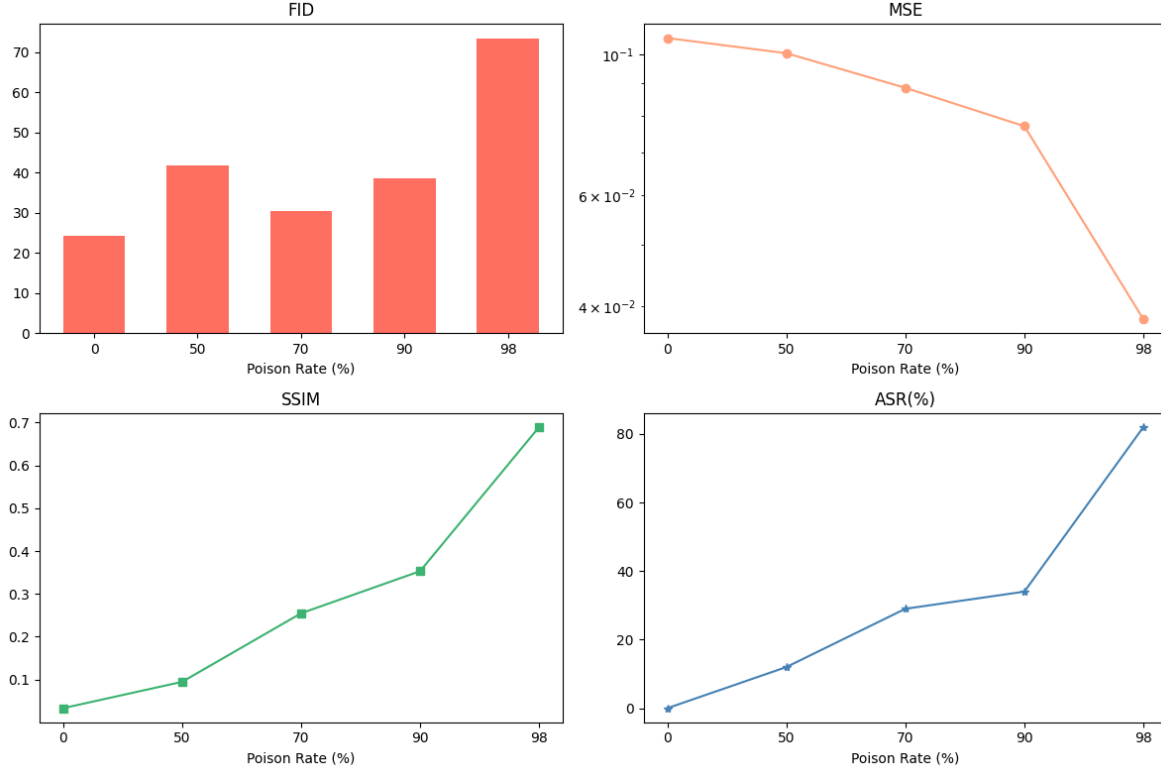 FID
70
60
50
40
30
20
10
0
0 50 70 90 98
Poison Rate (%)
MSE
10⁻¹
6 × 10⁻²
4 × 10⁻²
0 50 70 90 98
Poison Rate (%)
SSIM
0.7
0.6
0.5
0.4
0.3
0.2
0.1
0 50 70 90 98
Poison Rate (%)
ASR(%)
80
60
40
20
0
0 50 70 90 98
Poison Rate (%)